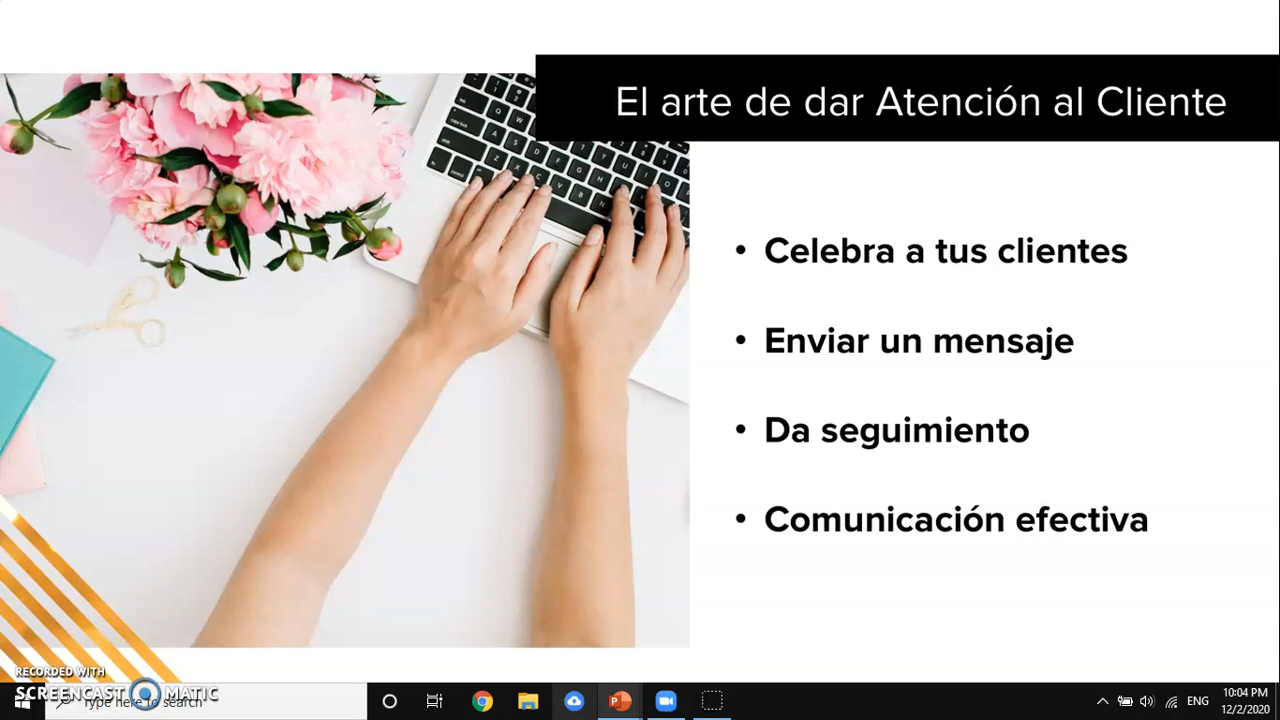 El arte de dar Atención al Cliente
• Celebra a tus clientes
• Enviar un mensaje
• Da seguimiento
• Comunicación efectiva
RECORDED WITH
SCREENCAST MATIC
Type here to search
ENG
10:04 PM
12/2/2020